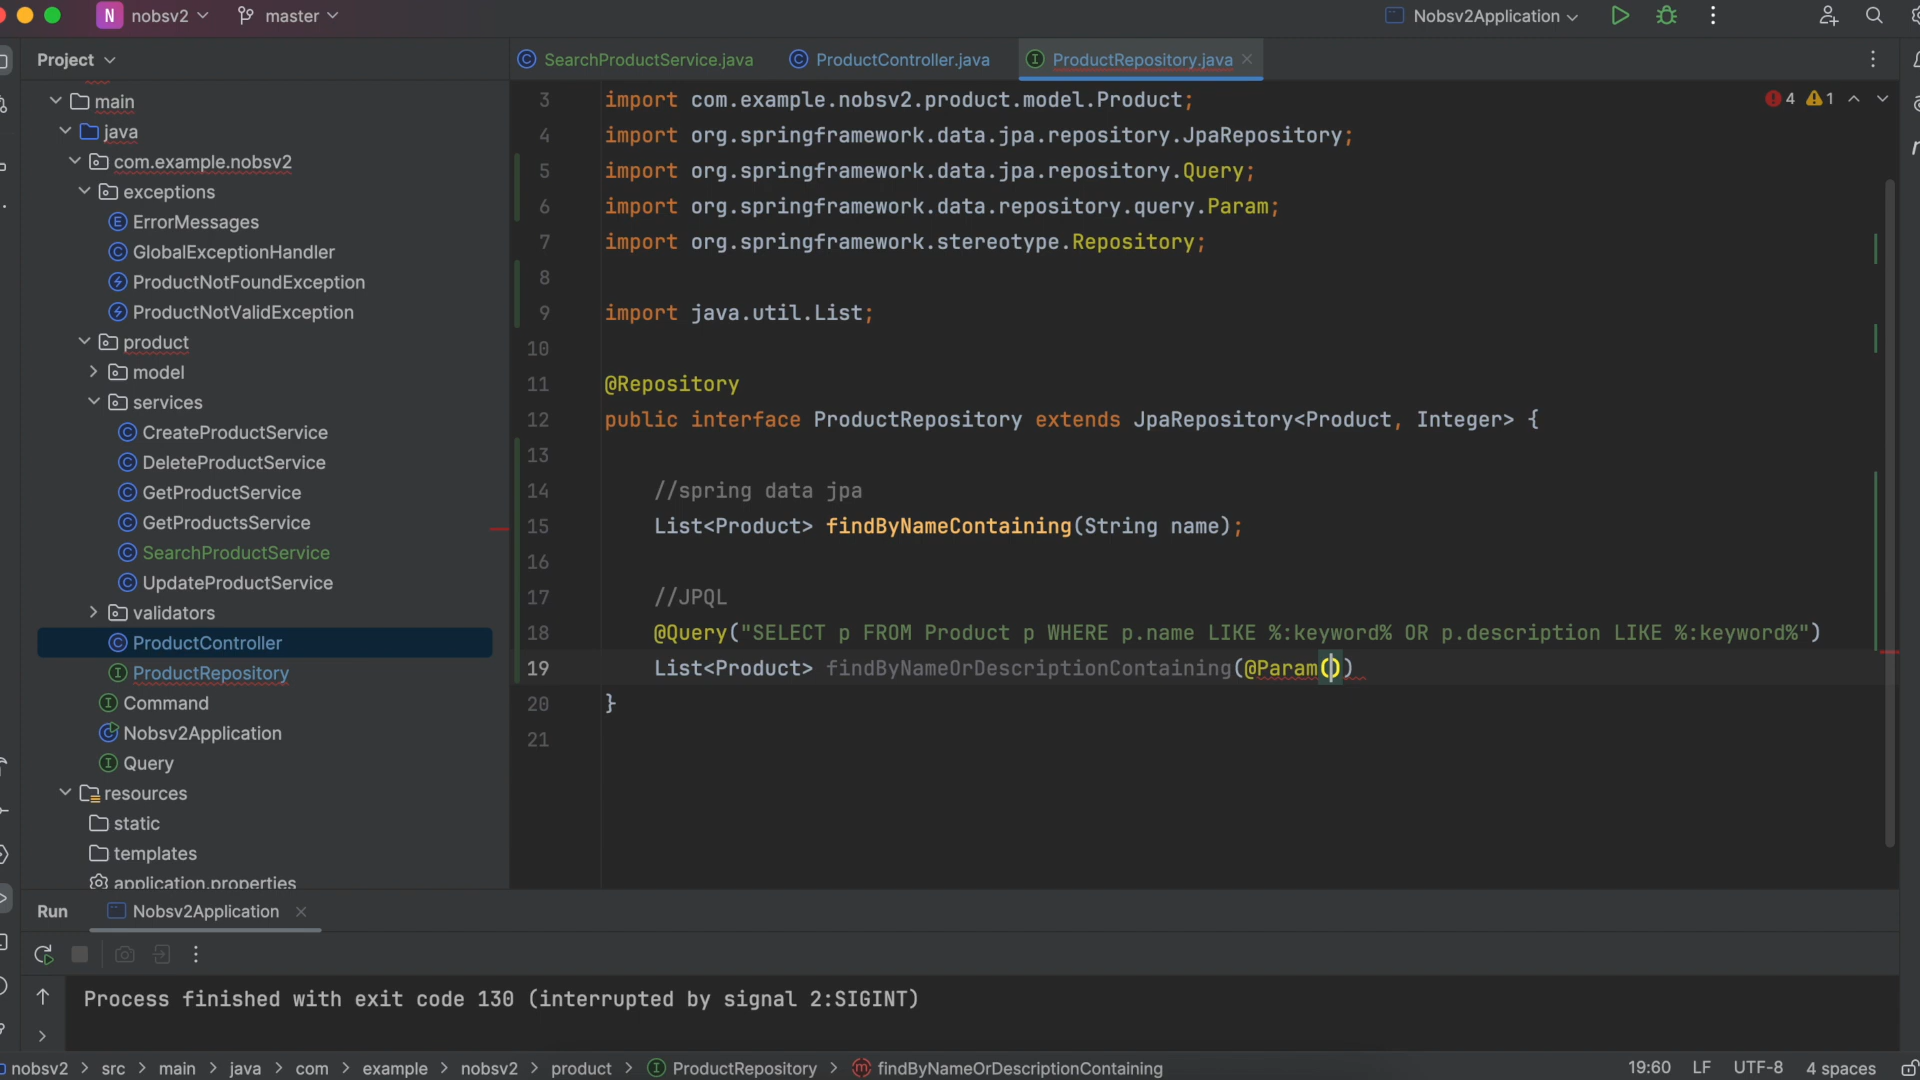 N nobsv2 master Nobsv2Application
Project
SearchProductService.java ProductController.java ProductRepository.java
main
java
com.example.nobsv2
exceptions
ErrorMessages
GlobalExceptionHandler
ProductNotFoundException
ProductNotValidException
product
model
services
CreateProductService
DeleteProductService
GetProductService
GetProductsService
SearchProductService
UpdateProductService
validators
ProductController
ProductRepository
Command
Nobsv2Application
Query
resources
static
templates
application.properties
4 1
3 import com.example.nobsv2.product.model.Product;
4 import org.springframework.data.jpa.repository.JpaRepository;
5 import org.springframework.data.jpa.repository.Query;
6 import org.springframework.data.repository.query.Param;
7 import org.springframework.stereotype.Repository;
8
9 import java.util.List;
10
11 @Repository
12 public interface ProductRepository extends JpaRepository<Product, Integer> {
13
14 //spring data jpa
15 List<Product> findByNameContaining(String name);
16
17 //JPQL
18 @Query("SELECT p FROM Product p WHERE p.name LIKE %:keyword% OR p.description LIKE %:keyword%")
19 List<Product> findByNameOrDescriptionContaining(@Param())
20 }
21
Run Nobsv2Application
Process finished with exit code 130 (interrupted by signal 2:SIGINT)
nobsv2 > src > main > java > com > example > nobsv2 > product > ProductRepository > findByNameOrDescriptionContaining 19:60 LF UTF-8 4 spaces